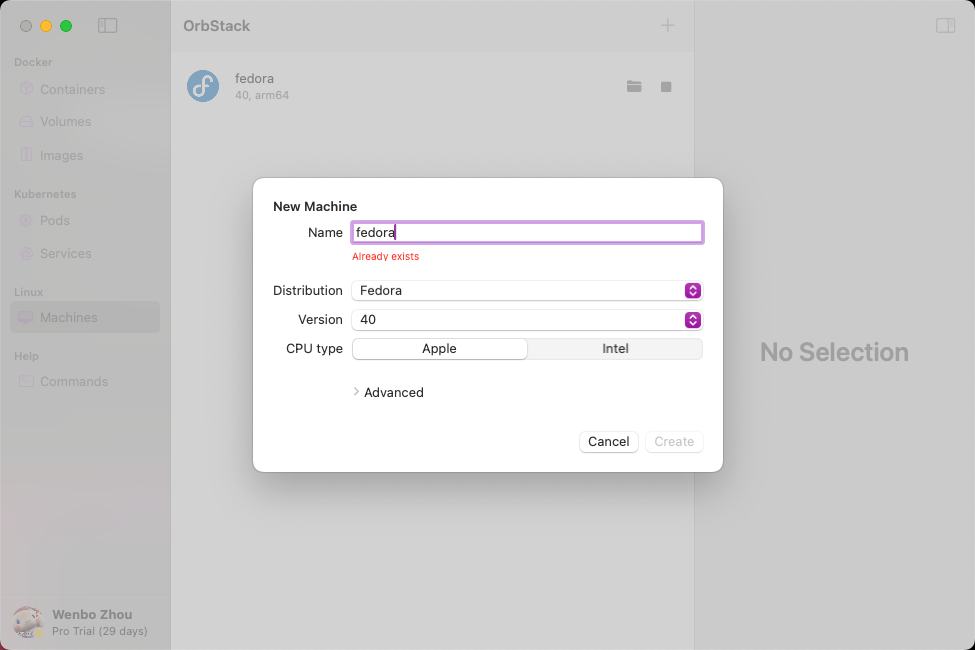 OrbStack
Docker
Containers
Volumes
Images
Kubernetes
Pods
Services
Linux
Machines
Help
Commands
Wenbo Zhou
Pro Trial (29 days)
fedora
40, arm64
New Machine
Name fedora
Already exists
Distribution Fedora
Version 40
CPU type Apple Intel
Advanced
Cancel Create
No Selection